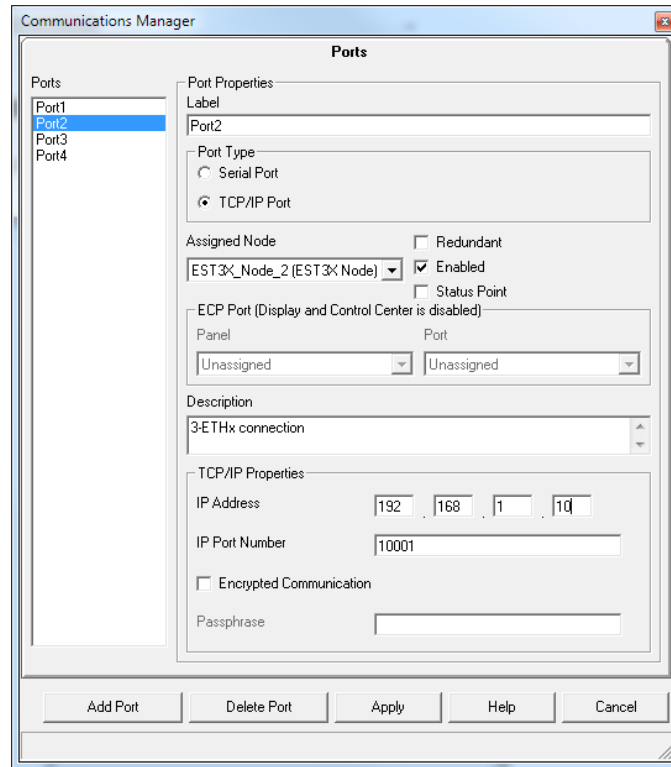 Communications Manager
Ports
Ports
Port1
Port2
Port3
Port4
Port Properties
Label
Port2
Port Type
Serial Port
TCP/IP Port
Assigned Node
EST3X_Node_2 (EST3X Node)
Redundant
Enabled
Status Point
ECP Port (Display and Control Center is disabled)
Panel Port
Unassigned Unassigned
Description
3-ETHx connection
TCP/IP Properties
IP Address 192 . 168 . 1 . 10
IP Port Number 10001
Encrypted Communication
Passphrase
Add Port Delete Port Apply Help Cancel